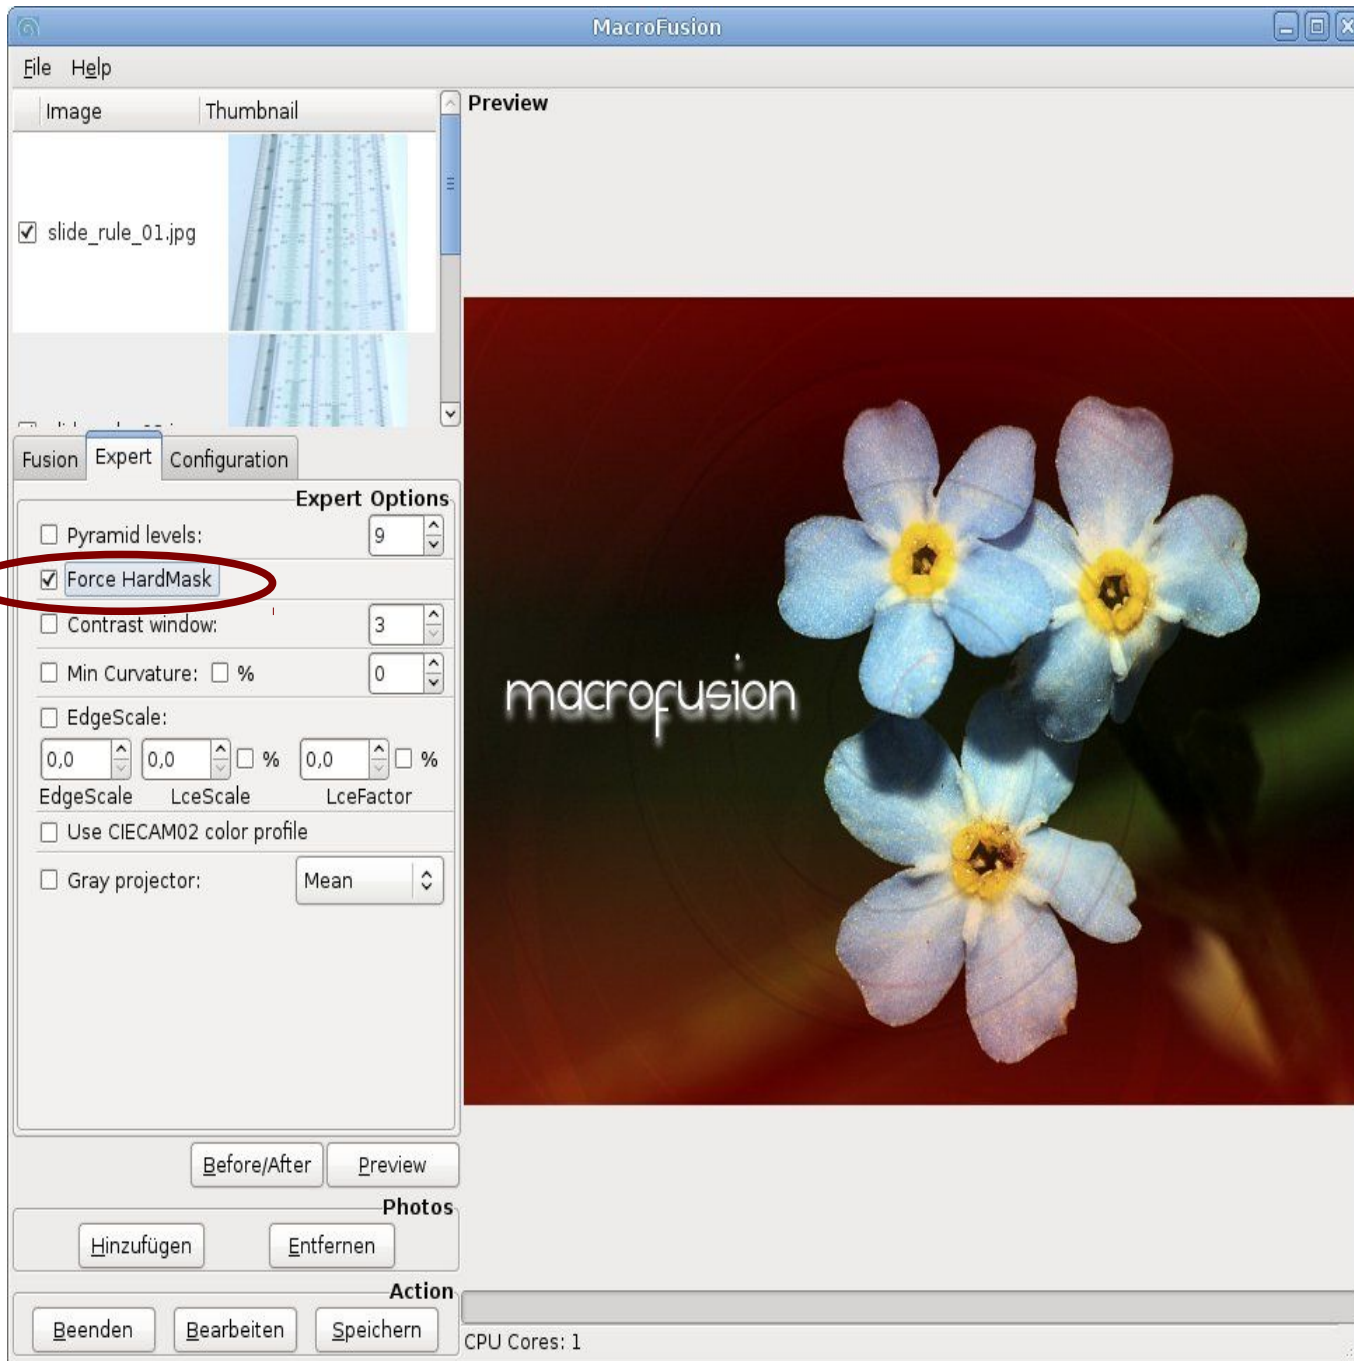 MacroFusion
File Help
Image Thumbnail
Preview
slide_rule_01.jpg
Fusion Expert Configuration
Expert Options
Pyramid levels: 9
Force HardMask
Contrast window: 3
Min Curvature: % 0
EdgeScale:
0,0 0,0 % 0,0 %
EdgeScale LceScale LceFactor
Use CIECAM02 color profile
Gray projector: Mean
macrofusion
Before/After Preview
Photos
Hinzufügen Entfernen
Action
Beenden Bearbeiten Speichern
CPU Cores: 1